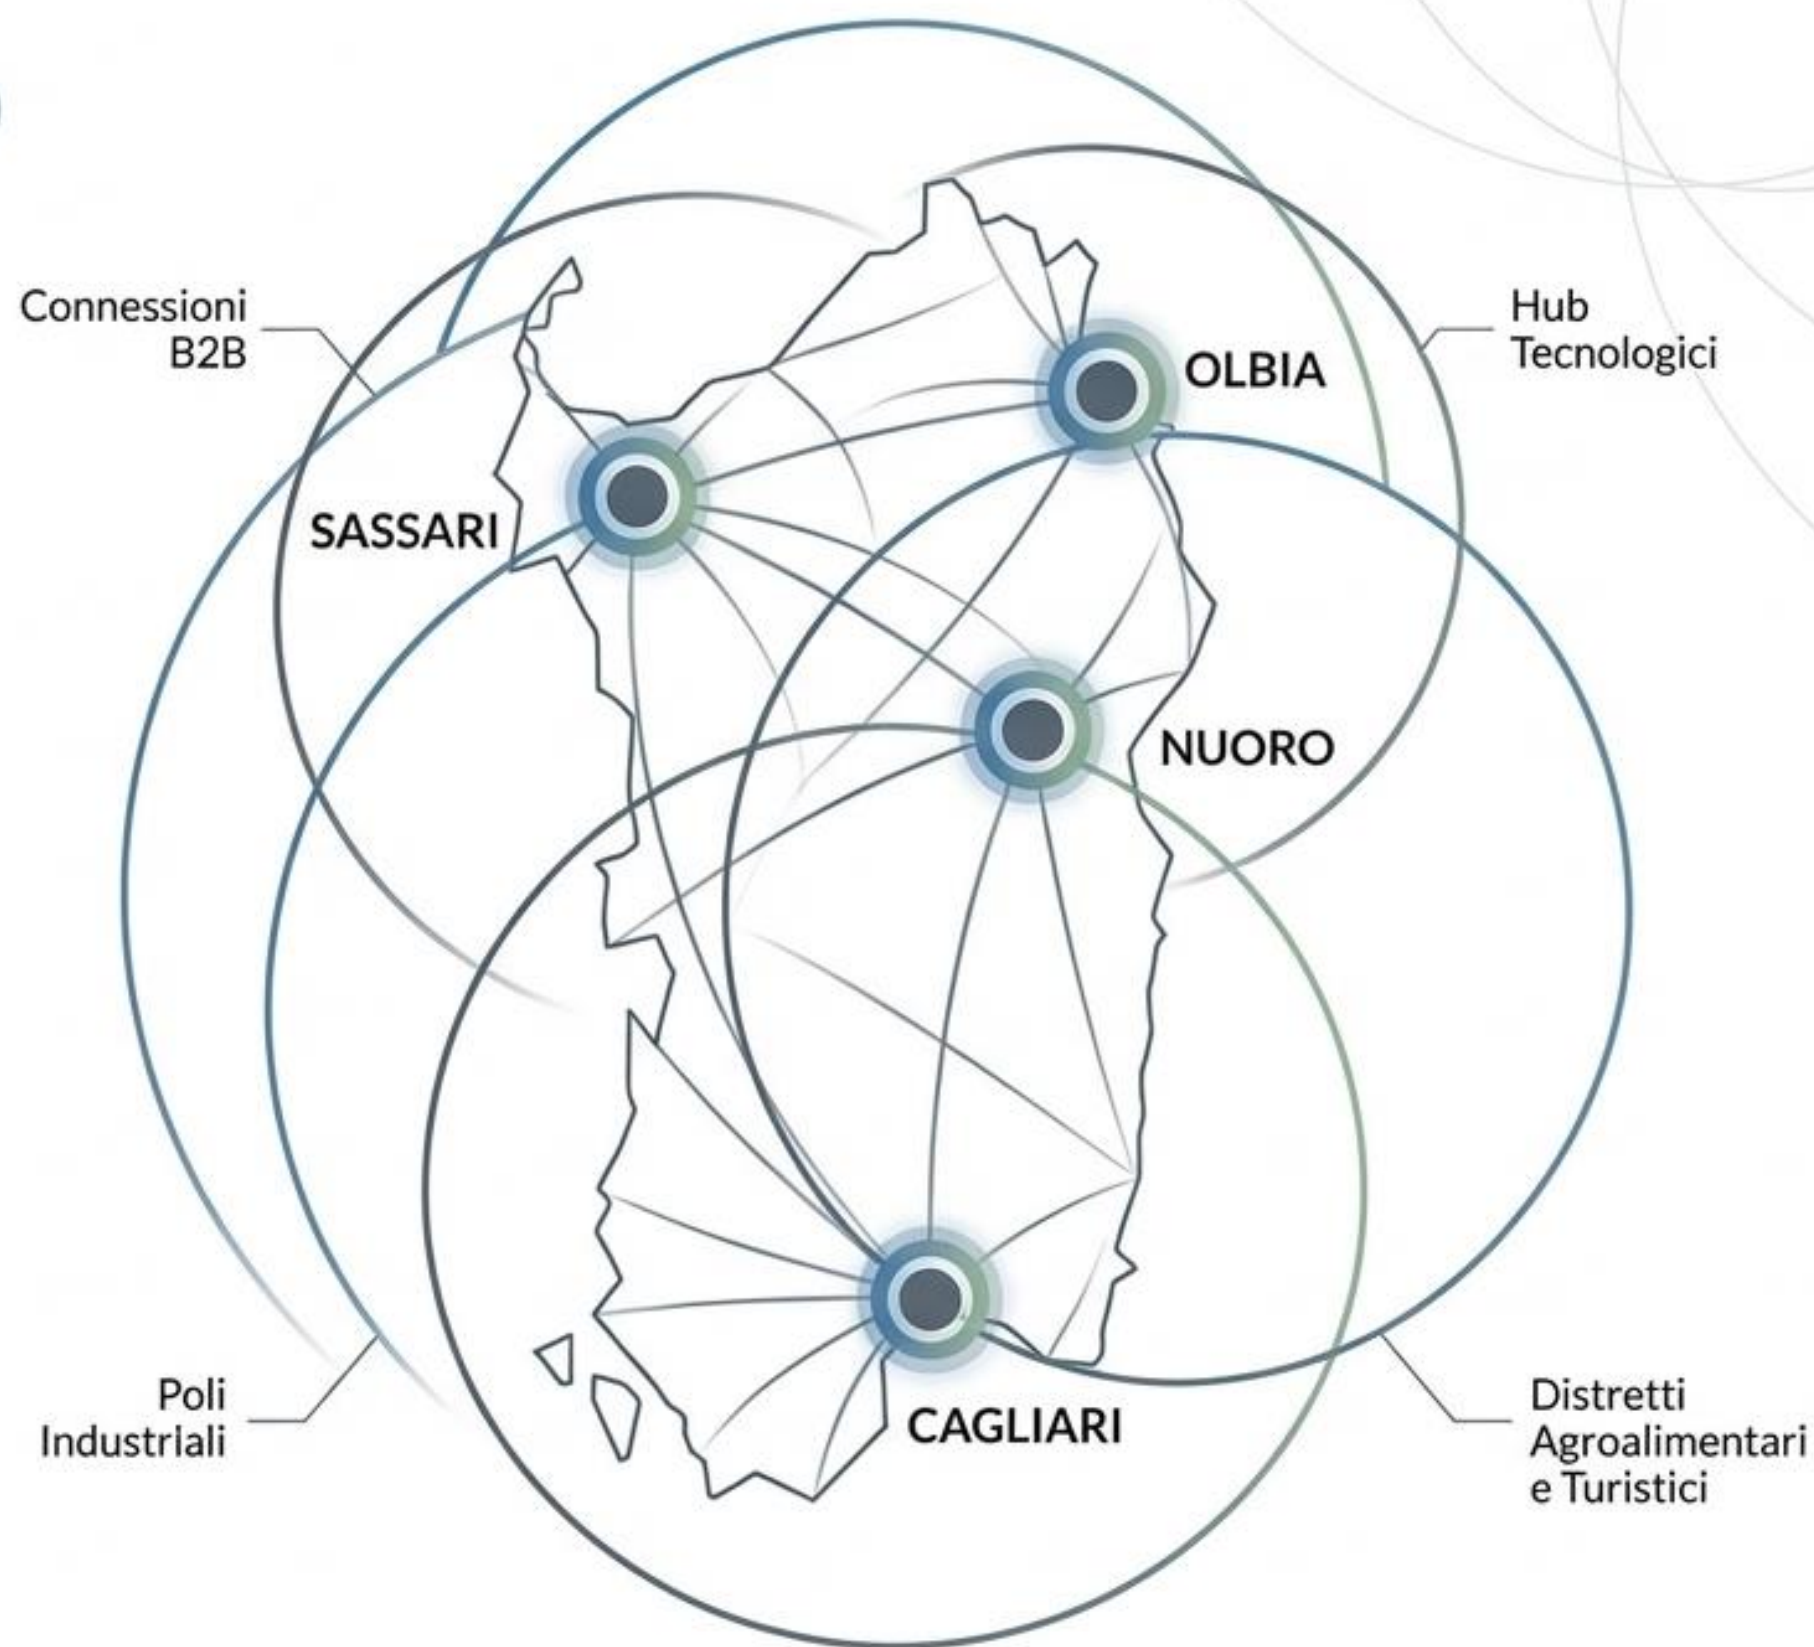 Connessioni
B2B
Hub
Tecnologici
OLBIA
SASSARI
NUORO
CAGLIARI
Poli
Industriali
Distretti
Agroalimentari
e Turistici